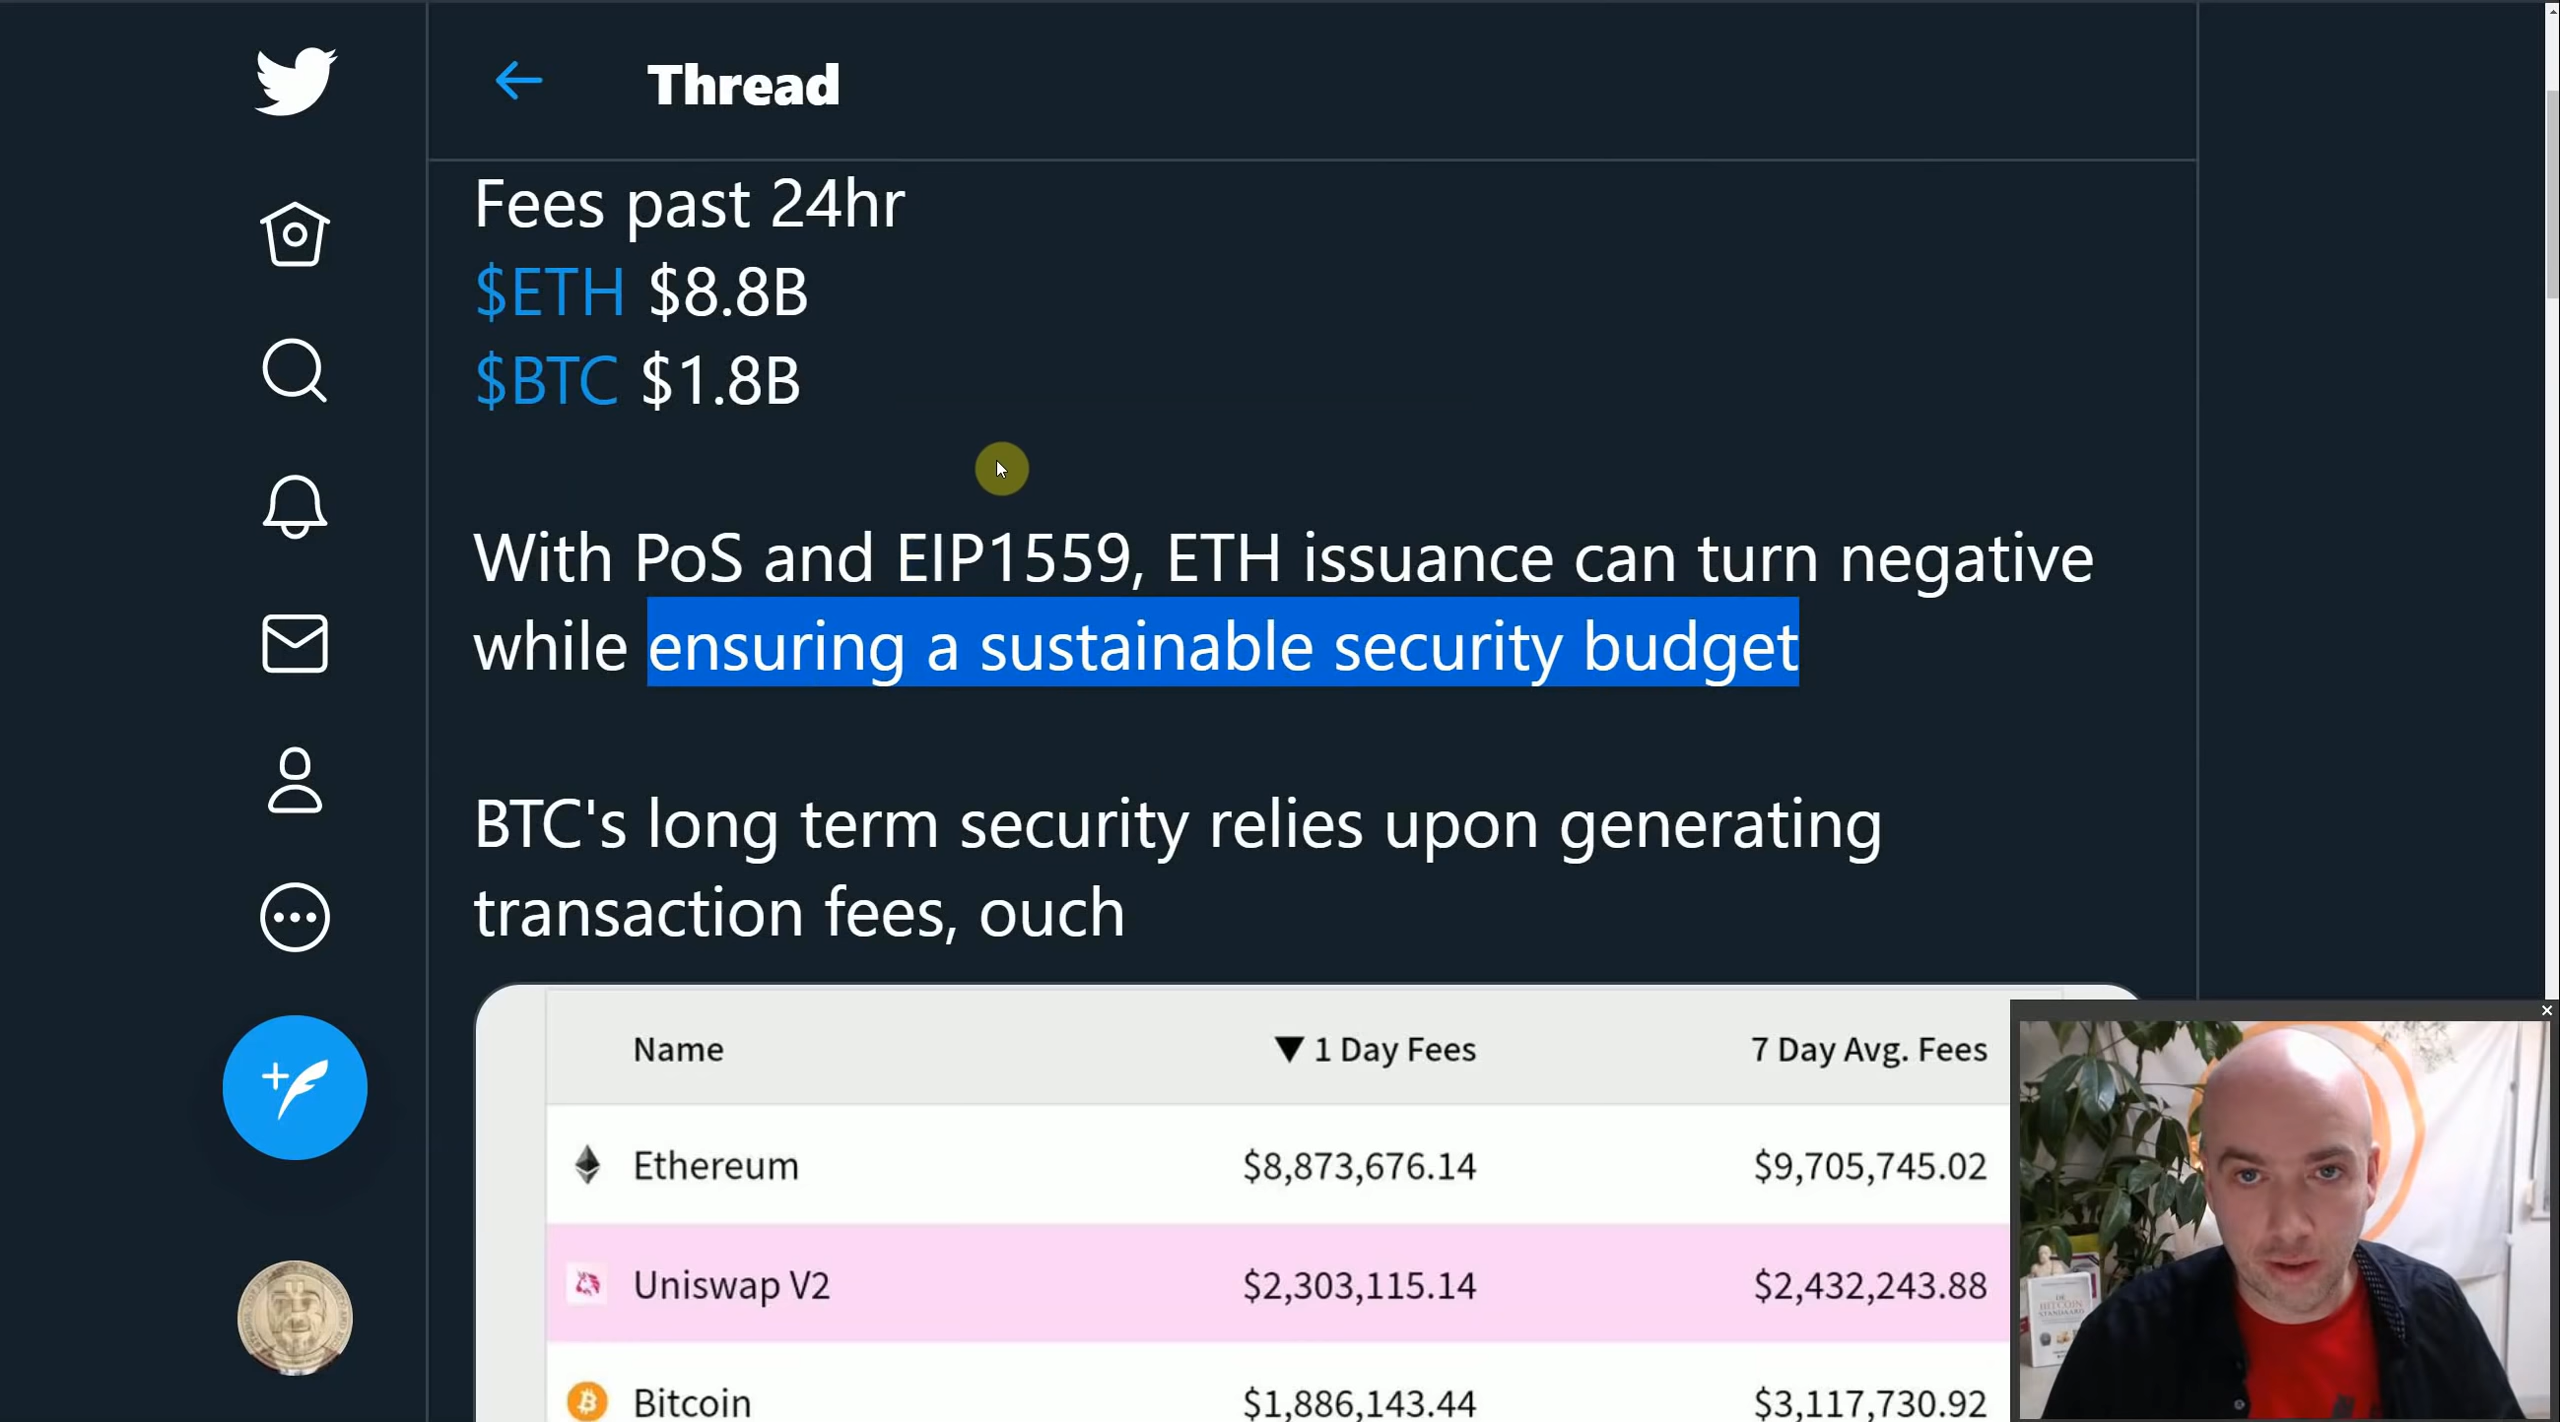 Thread
Fees past 24hr
$ETH $8.8B
$BTC $1.8B
With PoS and EIP1559, ETH issuance can turn negative
while ensuring a sustainable security budget
BTC's long term security relies upon generating
transaction fees, ouch
Name ▼ 1 Day Fees 7 Day Avg. Fees
Ethereum $8,873,676.14 $9,705,745.02
Uniswap V2 $2,303,115.14 $2,432,243.88
Bitcoin $1,886,143.44 $3,117,730.92
DE
BITCOIN
STANDAARD